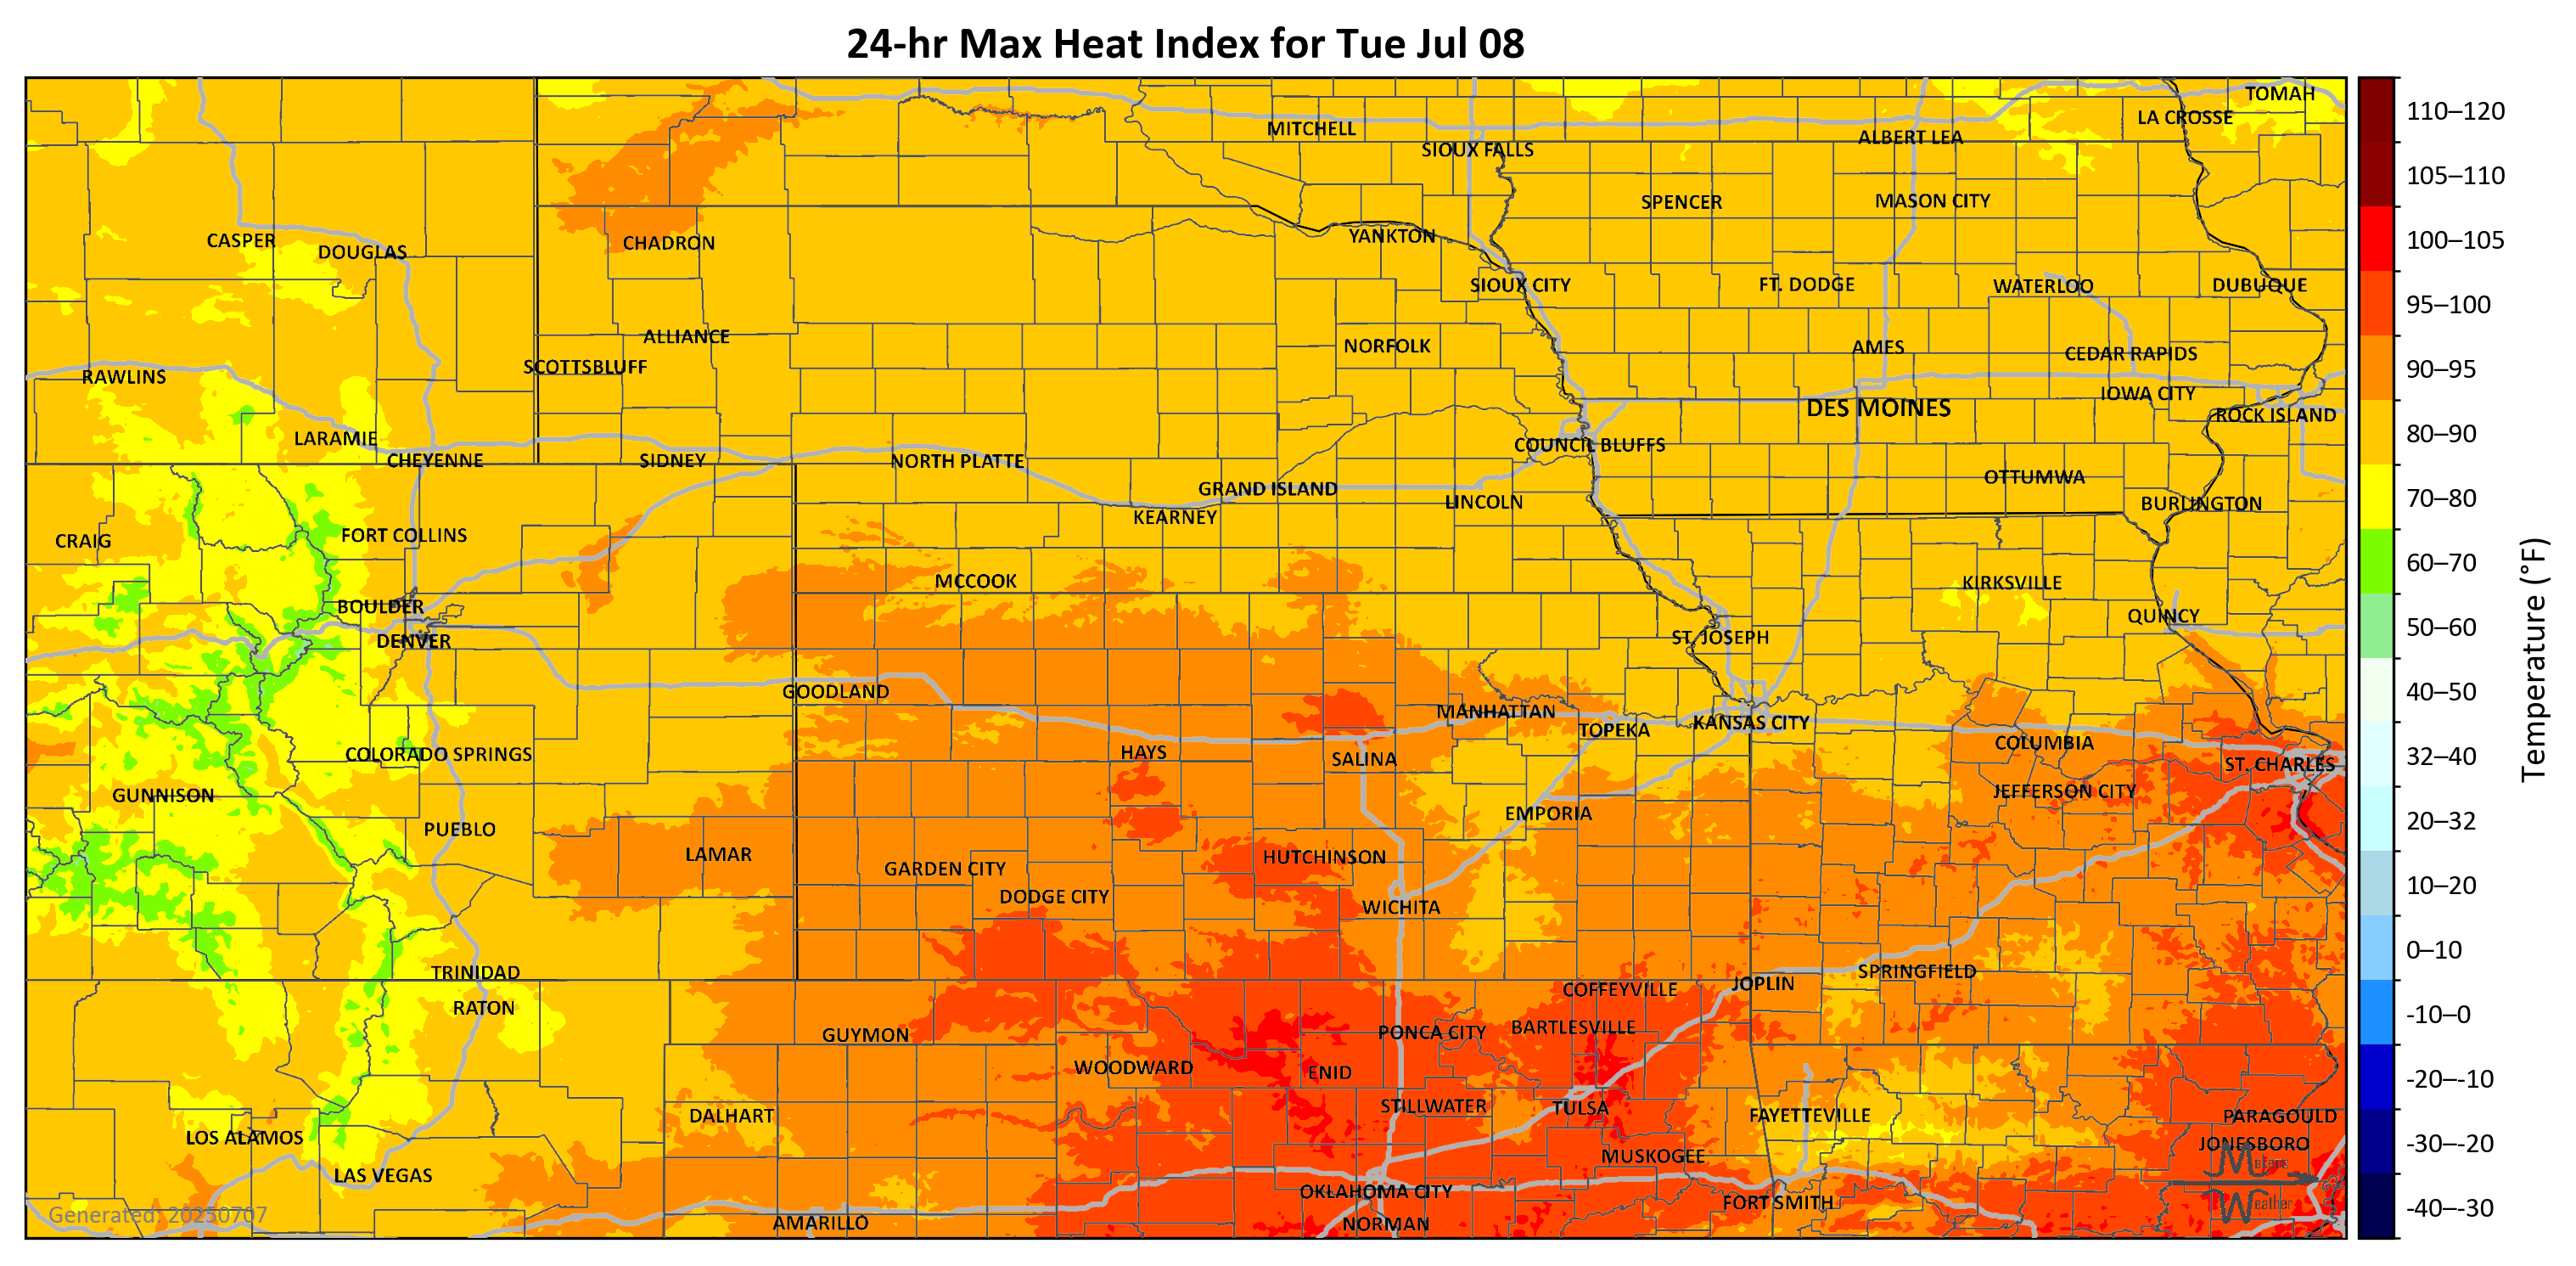 24-hr Max Heat Index for Tue Jul 08
TOMAH
LA CROSSE
MITCHELL
ALBERT LEA
SIOUX FALLS
SPENCER
MASON CITY
YANKTON
CASPER
DOUGLAS
CHADRON
SIOUX CITY
FT. DODGE
WATERLOO
DUBUQUE
ALLIANCE
NORFOLK
AMES
CEDAR RAPIDS
SCOTTSBLUFF
RAWLINS
IOWA CITY
DES MOINES
ROCK ISLAND
LARAMIE
COUNCIL BLUFFS
CHEYENNE
SIDNEY
NORTH PLATTE
OTTUMWA
GRAND ISLAND
LINCOLN
BURLINGTON
KEARNEY
FORT COLLINS
CRAIG
MCCOOK
KIRKSVILLE
BOULDER
QUINCY
DENVER
ST. JOSEPH
GOODLAND
MANHATTAN
TOPEKA
KANSAS CITY
COLUMBIA
COLORADO SPRINGS
HAYS
SALINA
ST. CHARLES
GUNNISON
JEFFERSON CITY
EMPORIA
PUEBLO
LAMAR
HUTCHINSON
GARDEN CITY
DODGE CITY
WICHITA
TRINIDAD
SPRINGFIELD
JOPLIN
COFFEYVILLE
RATON
GUYMON
PONCA CITY
BARTLESVILLE
WOODWARD
ENID
STILLWATER
TULSA
DALHART
FAYETTEVILLE
PARAGOULD
LOS ALAMOS
JONESBORO
MUSKOGEE
LAS VEGAS
OKLAHOMA CITY
FORT SMITH
AMARILLO
NORMAN
Generated: 20250707
Makens
Weather
110–120
105–110
100–105
95–100
90–95
80–90
70–80
60–70
50–60
40–50
32–40
20–32
10–20
0–10
-10–0
-20–-10
-30–-20
-40–-30
Temperature (°F)